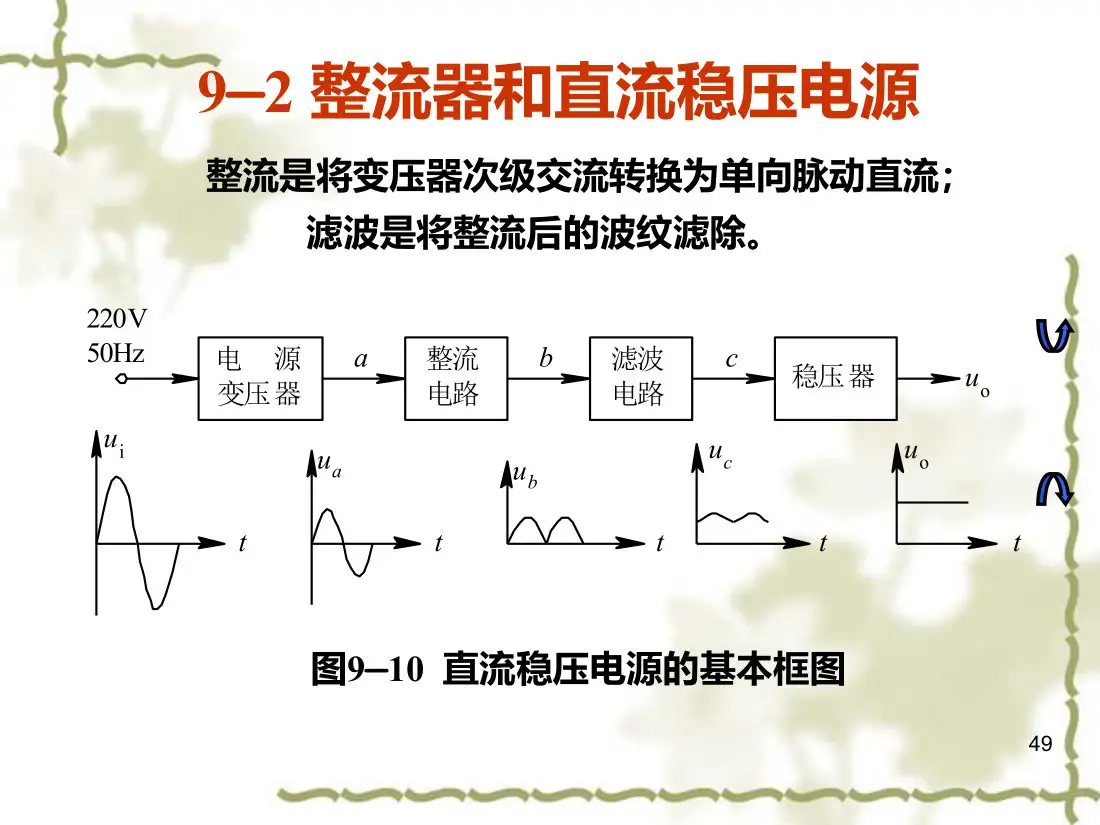 9–2 整流器和直流稳压电源
整流是将变压器次级交流转换为单向脉动直流；
滤波是将整流后的波纹滤除。
220V
50Hz
电 源
变压器
a
整流
电路
b
滤波
电路
c
稳压器
uo
ui
t
ua
t
ub
t
uc
t
uo
t
图9–10 直流稳压电源的基本框图
49